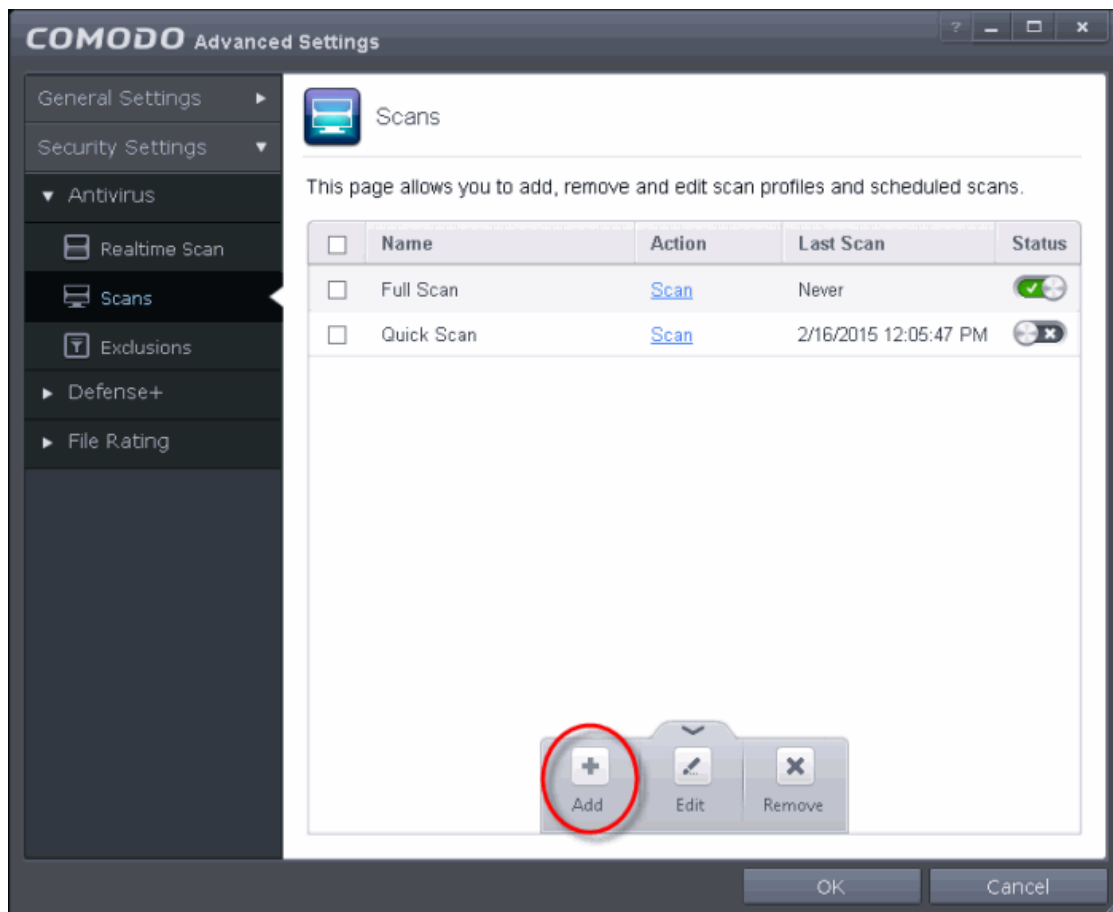 COMODO Advanced Settings
?
General Settings
Security Settings
Antivirus
Realtime Scan
Scans
Exclusions
Defense+
File Rating
Scans
This page allows you to add, remove and edit scan profiles and scheduled scans.
Name Action Last Scan Status
Full Scan Scan Never
Quick Scan Scan 2/16/2015 12:05:47 PM
Add Edit Remove
OK Cancel